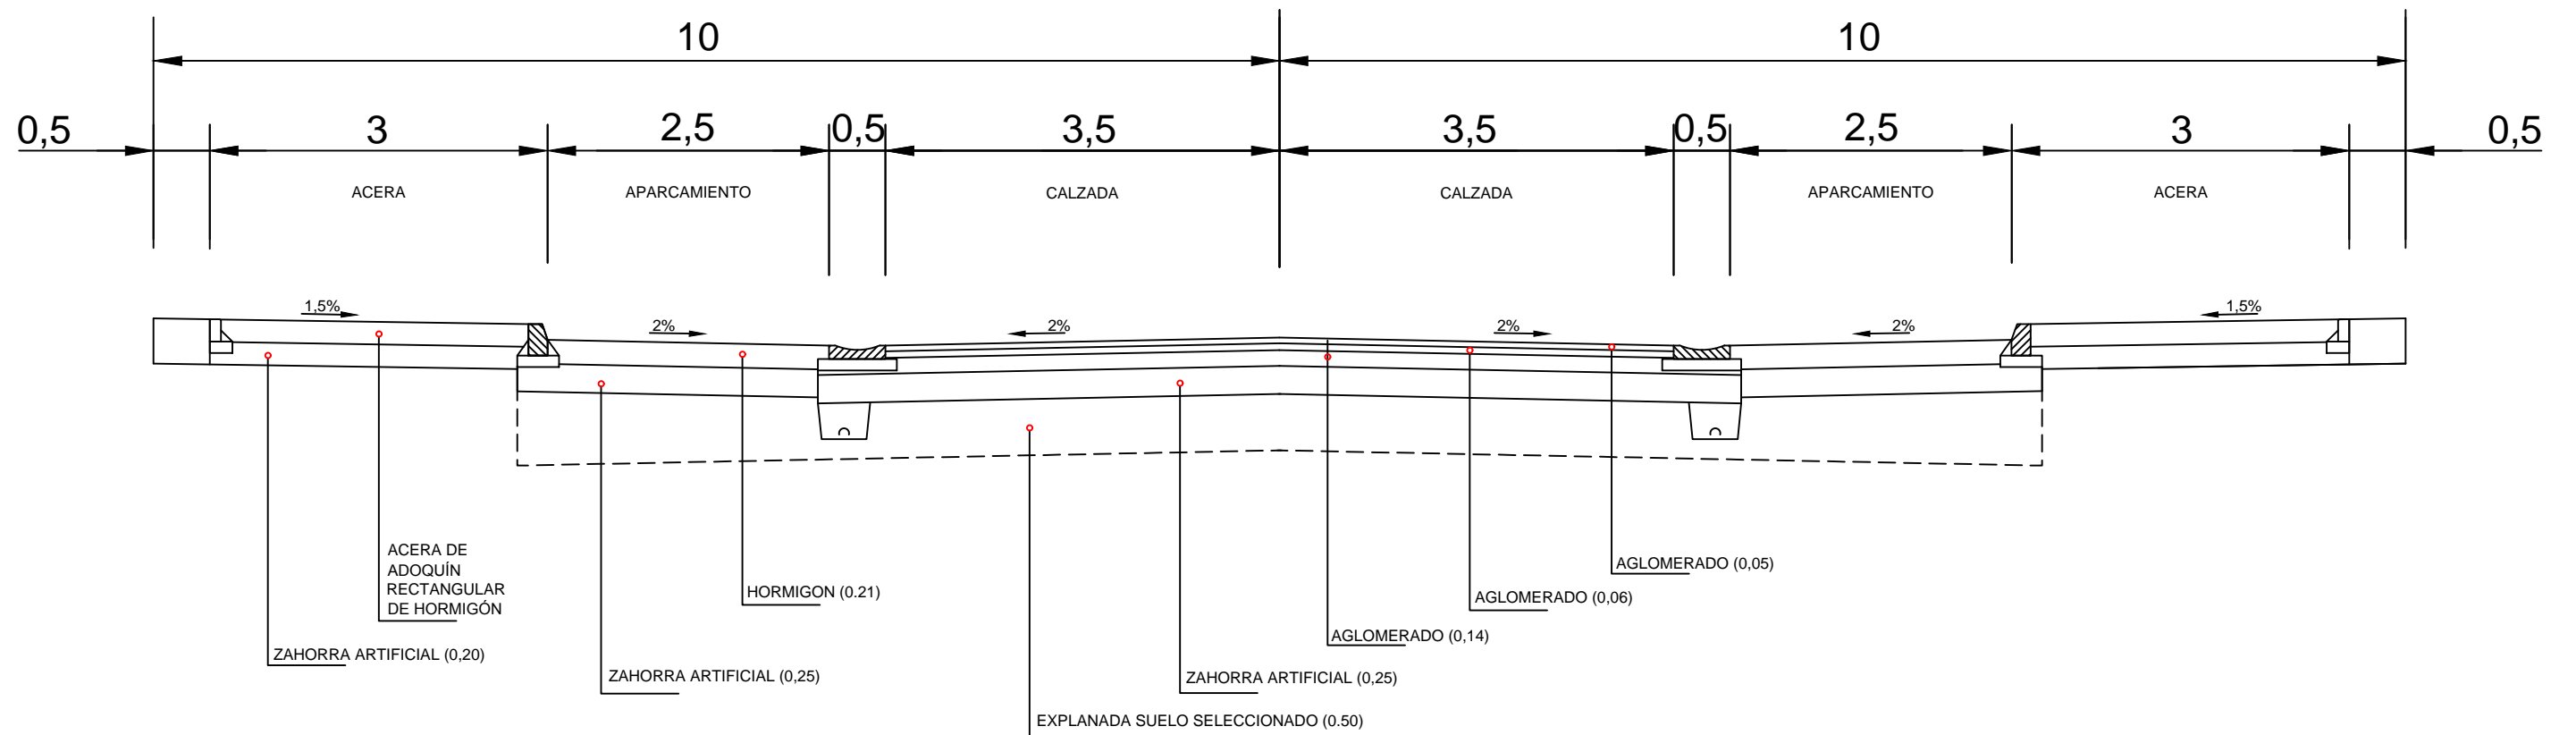 10 10
0,5 3 2,5 0,5 3,5 3,5 0,5 2,5 3 0,5
ACERA APARCAMIENTO CALZADA CALZADA APARCAMIENTO ACERA
1,5% 2% 2% 2% 2% 1,5%
ACERA DE
ADOQUÍN
RECTANGULAR
DE HORMIGÓN
ZAHORRA ARTIFICIAL (0,20)
HORMIGON (0.21)
ZAHORRA ARTIFICIAL (0,25)
AGLOMERADO (0,05)
AGLOMERADO (0,06)
AGLOMERADO (0,14)
ZAHORRA ARTIFICIAL (0,25)
EXPLANADA SUELO SELECCIONADO (0.50)